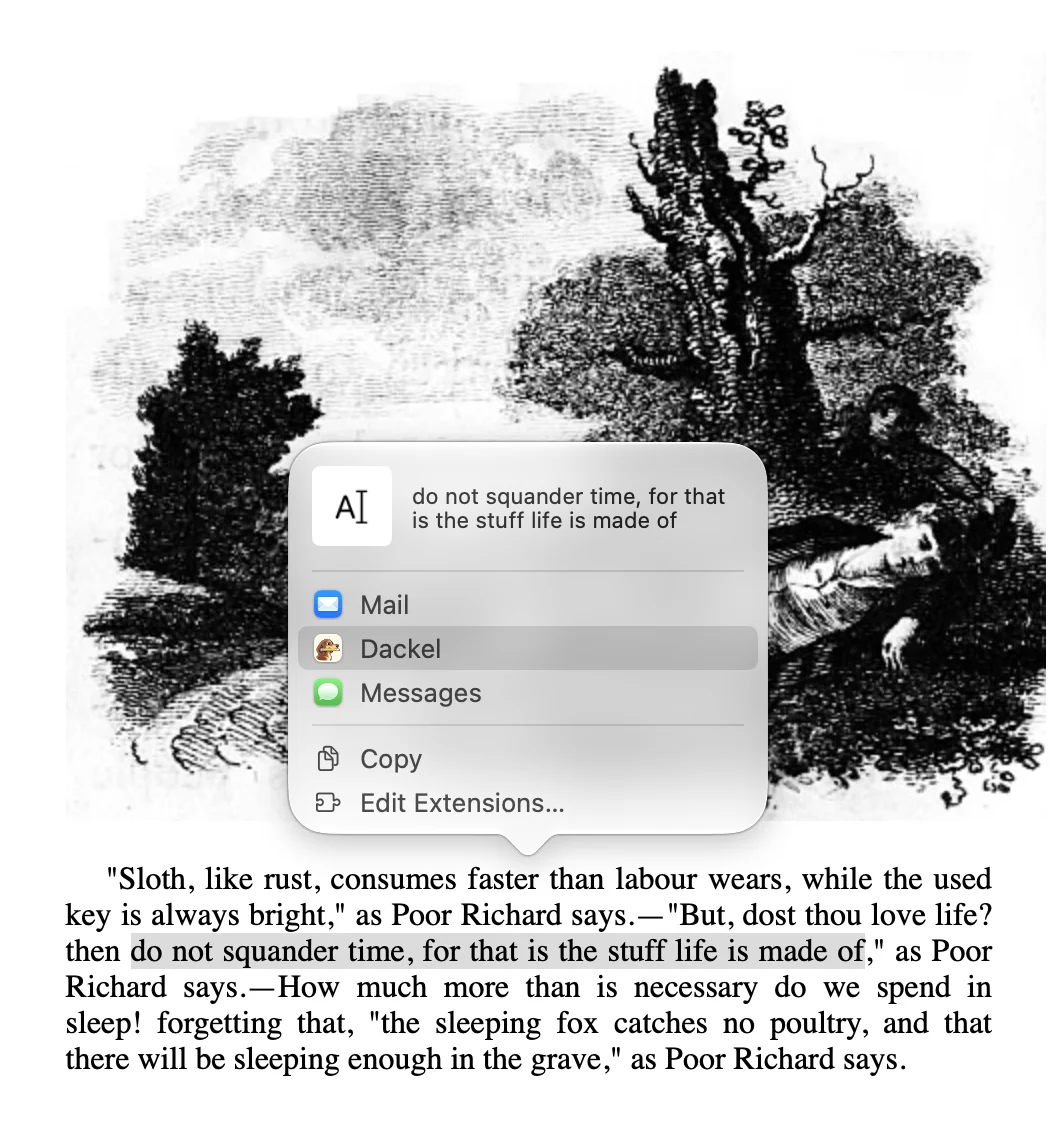 AI
do not squander time, for that
is the stuff life is made of
Mail
Dackel
Messages
Copy
Edit Extensions...
"Sloth, like rust, consumes faster than labour wears, while the used
key is always bright," as Poor Richard says.—"But, dost thou love life?
then do not squander time, for that is the stuff life is made of," as Poor
Richard says.—How much more than is necessary do we spend in
sleep! forgetting that, "the sleeping fox catches no poultry, and that
there will be sleeping enough in the grave," as Poor Richard says.